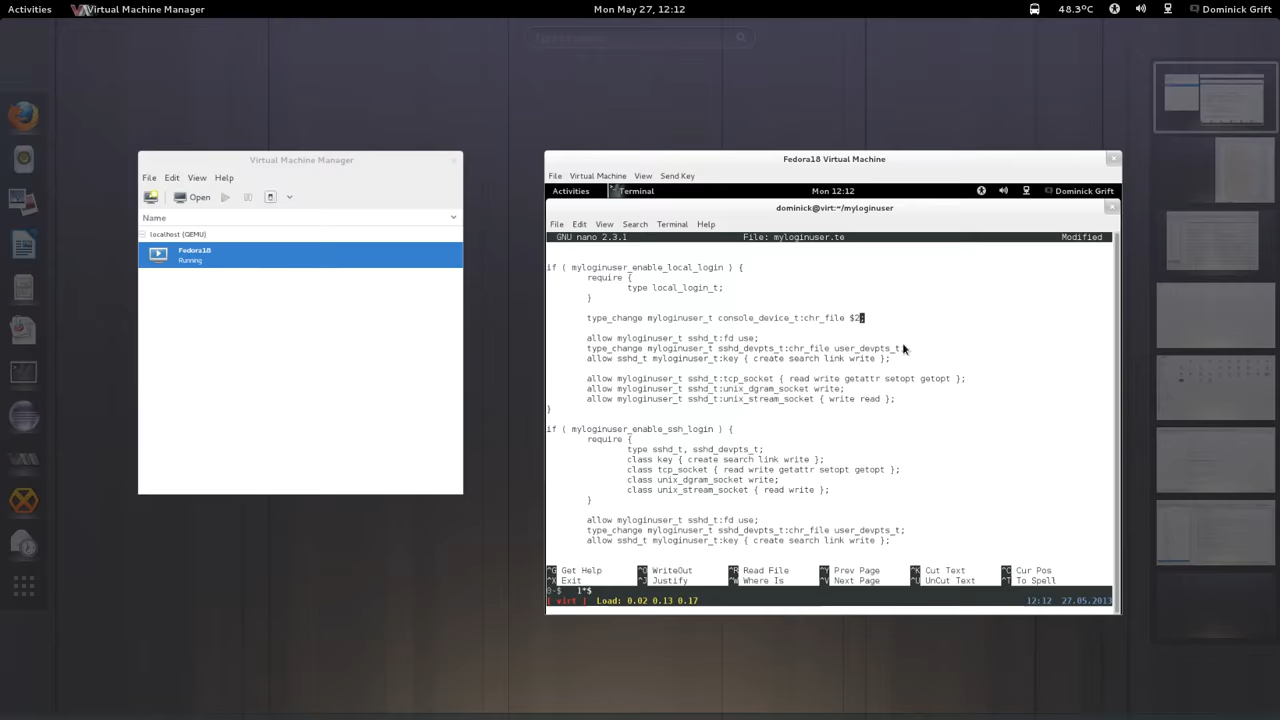 Activities
Virtual Machine Manager
Mon May 27, 12:12
48.3°C
Dominick Grift
Type to search...
Virtual Machine Manager
File Edit View Help
Open
Name
localhost (QEMU)
Fedora18
Running
Fedora18 Virtual Machine
File Virtual Machine View Send Key
Activities Terminal Mon 12:12 Dominick Grift
dominick@virt:~/myloginuser
File Edit View Search Terminal Help
GNU nano 2.3.1 File: myloginuser.te Modified
if ( myloginuser_enable_local_login ) {
require {
type local_login_t;
}
type_change myloginuser_t console_device_t:chr_file $2;
allow myloginuser_t sshd_t:fd use;
type_change myloginuser_t sshd_devpts_t:chr_file user_devpts_t
allow sshd_t myloginuser_t:key { create search link write };
allow myloginuser_t sshd_t:tcp_socket { read write getattr setopt getopt };
allow myloginuser_t sshd_t:unix_dgram_socket write;
allow myloginuser_t sshd_t:unix_stream_socket { write read };
}
if ( myloginuser_enable_ssh_login ) {
require {
type sshd_t, sshd_devpts_t;
class key { create search link write };
class tcp_socket { read write getattr setopt getopt };
class unix_dgram_socket write;
class unix_stream_socket { read write };
}
allow myloginuser_t sshd_t:fd use;
type_change myloginuser_t sshd_devpts_t:chr_file user_devpts_t;
allow sshd_t myloginuser_t:key { create search link write };
^G Get Help ^O WriteOut ^R Read File ^Y Prev Page ^K Cut Text ^C Cur Pos
^X Exit ^J Justify ^W Where Is ^V Next Page ^U UnCut Text ^T To Spell
0-$ 1*$
[ virt ] Load: 0.02 0.13 0.17 12:12 27.05.2013